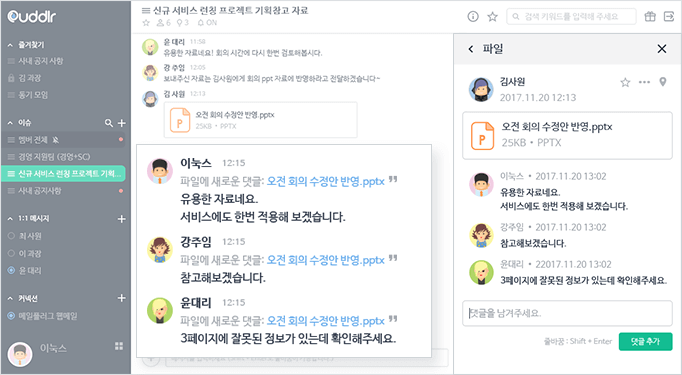 Cuddlr
즐겨찾기
사내 공지 사항
김 과장
동기 모임
이슈
멤버 전체
경영 지원팀 (경영+SC)
신규 서비스 런칭 프로젝트 기획...
사내 공지사항
1:1 메시지
최 사원
이 과장
윤 대리
커넥션
메일플러그 웹메일
이눅스
신규 서비스 런칭 프로젝트 기획참고 자료
6 3 ON
검색 키워드를 입력해 주세요
윤 대리 11:58
유용한 자료네요! 회의 시간에 다시 한번 검토해봅시다.
강 주임 12:05
보내주신 자료는 김사원에게 회의 ppt 자료에 반영하라고 전달하겠습니다~
김 사원 12:13
오전 회의 수정안 반영.pptx
25KB • PPTX
이눅스 12:15
파일에 새로운 댓글: 오전 회의 수정안 반영.pptx
유용한 자료네요.
서비스에도 한번 적용해 보겠습니다.
강주임 12:15
파일에 새로운 댓글: 오전 회의 수정안 반영.pptx
참고해보겠습니다.
윤대리 12:15
파일에 새로운 댓글: 오전 회의 수정안 반영.pptx
3페이지에 잘못된 정보가 있는데 확인해주세요.
파일
김사원
2017.11.20 12:13
오전 회의 수정안 반영.pptx
25KB • PPTX
이눅스 • 2017.11.20 13:02
유용한 자료네요.
서비스에도 한번 적용해 보겠습니다.
강주임 • 2017.11.20 13:02
참고해보겠습니다.
윤대리 • 22017.11.20 13:02
3페이지에 잘못된 정보가 있는데 확인해주세요.
댓글을 남겨주세요.
줄바꿈 : Shift + Enter
댓글 추가